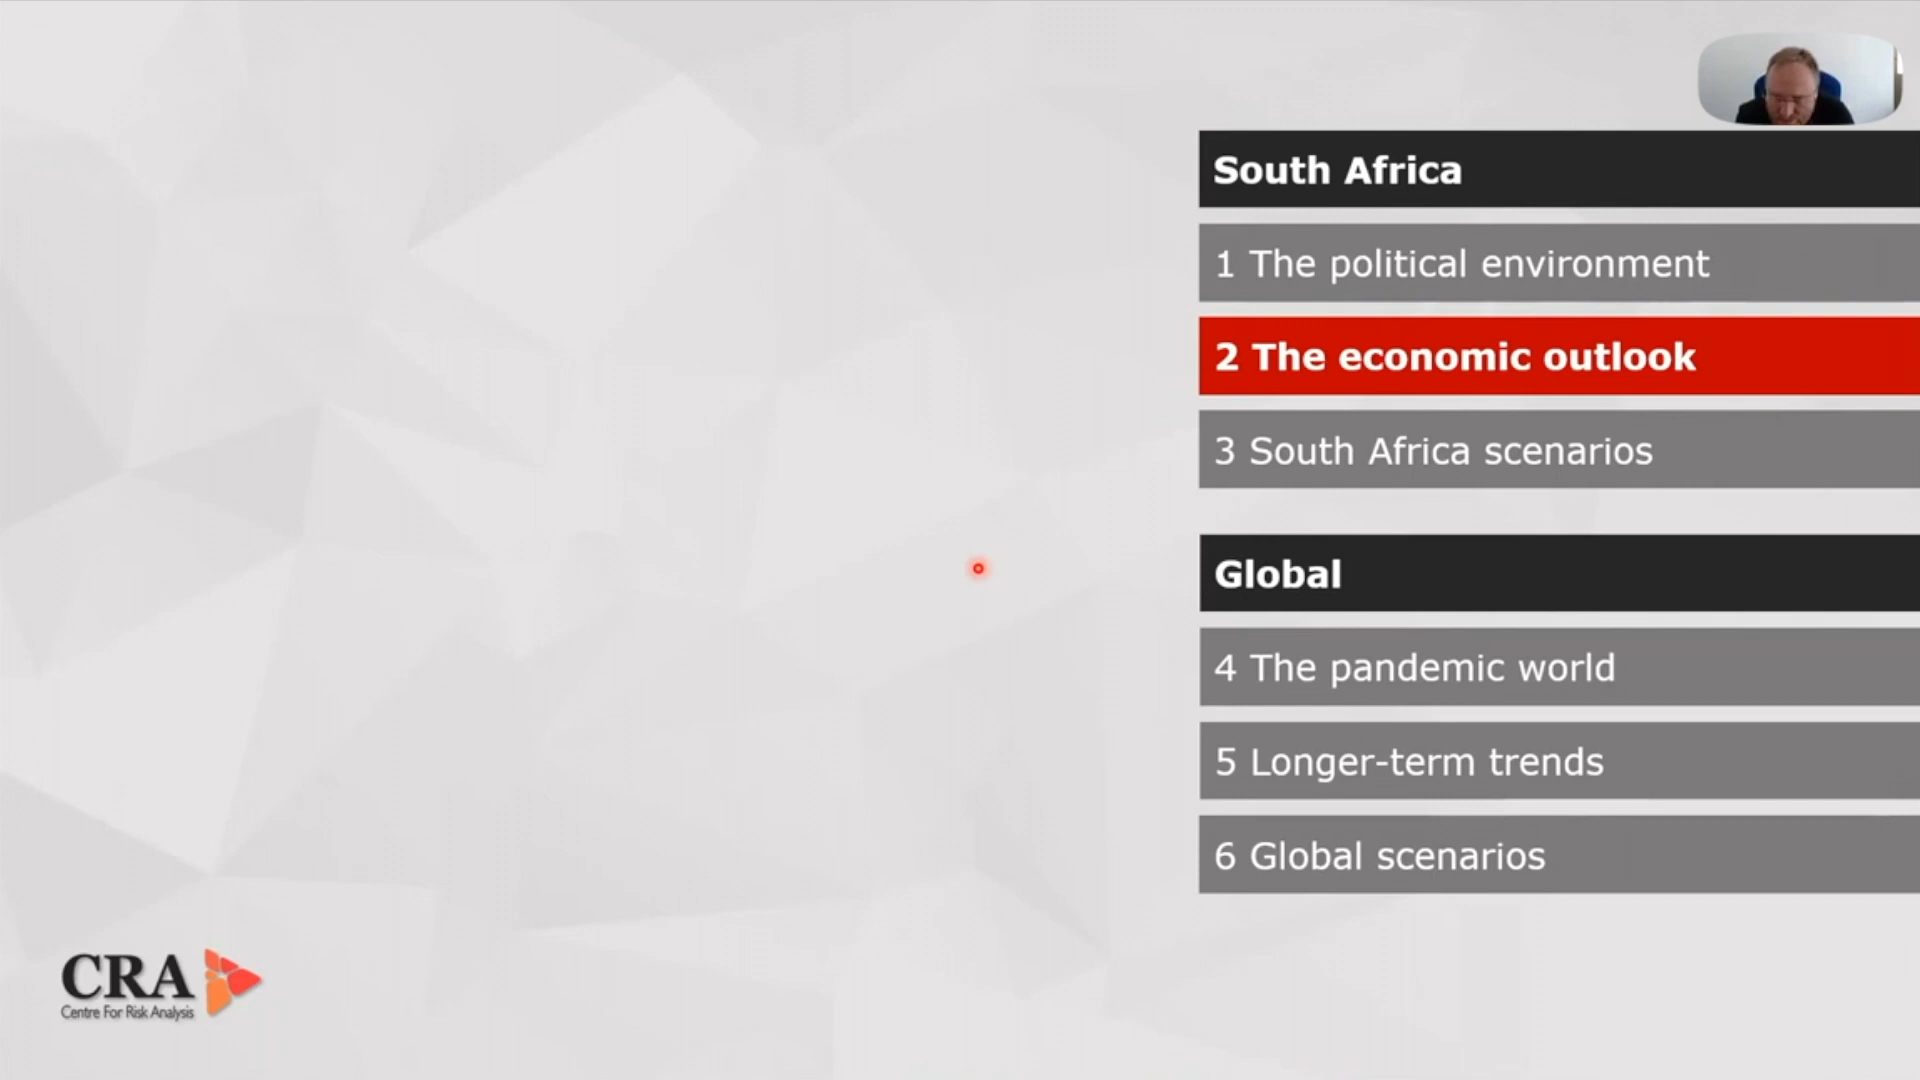 South Africa
1 The political environment
2 The economic outlook
3 South Africa scenarios
Global
4 The pandemic world
5 Longer-term trends
6 Global scenarios
CRA
Centre For Risk Analysis